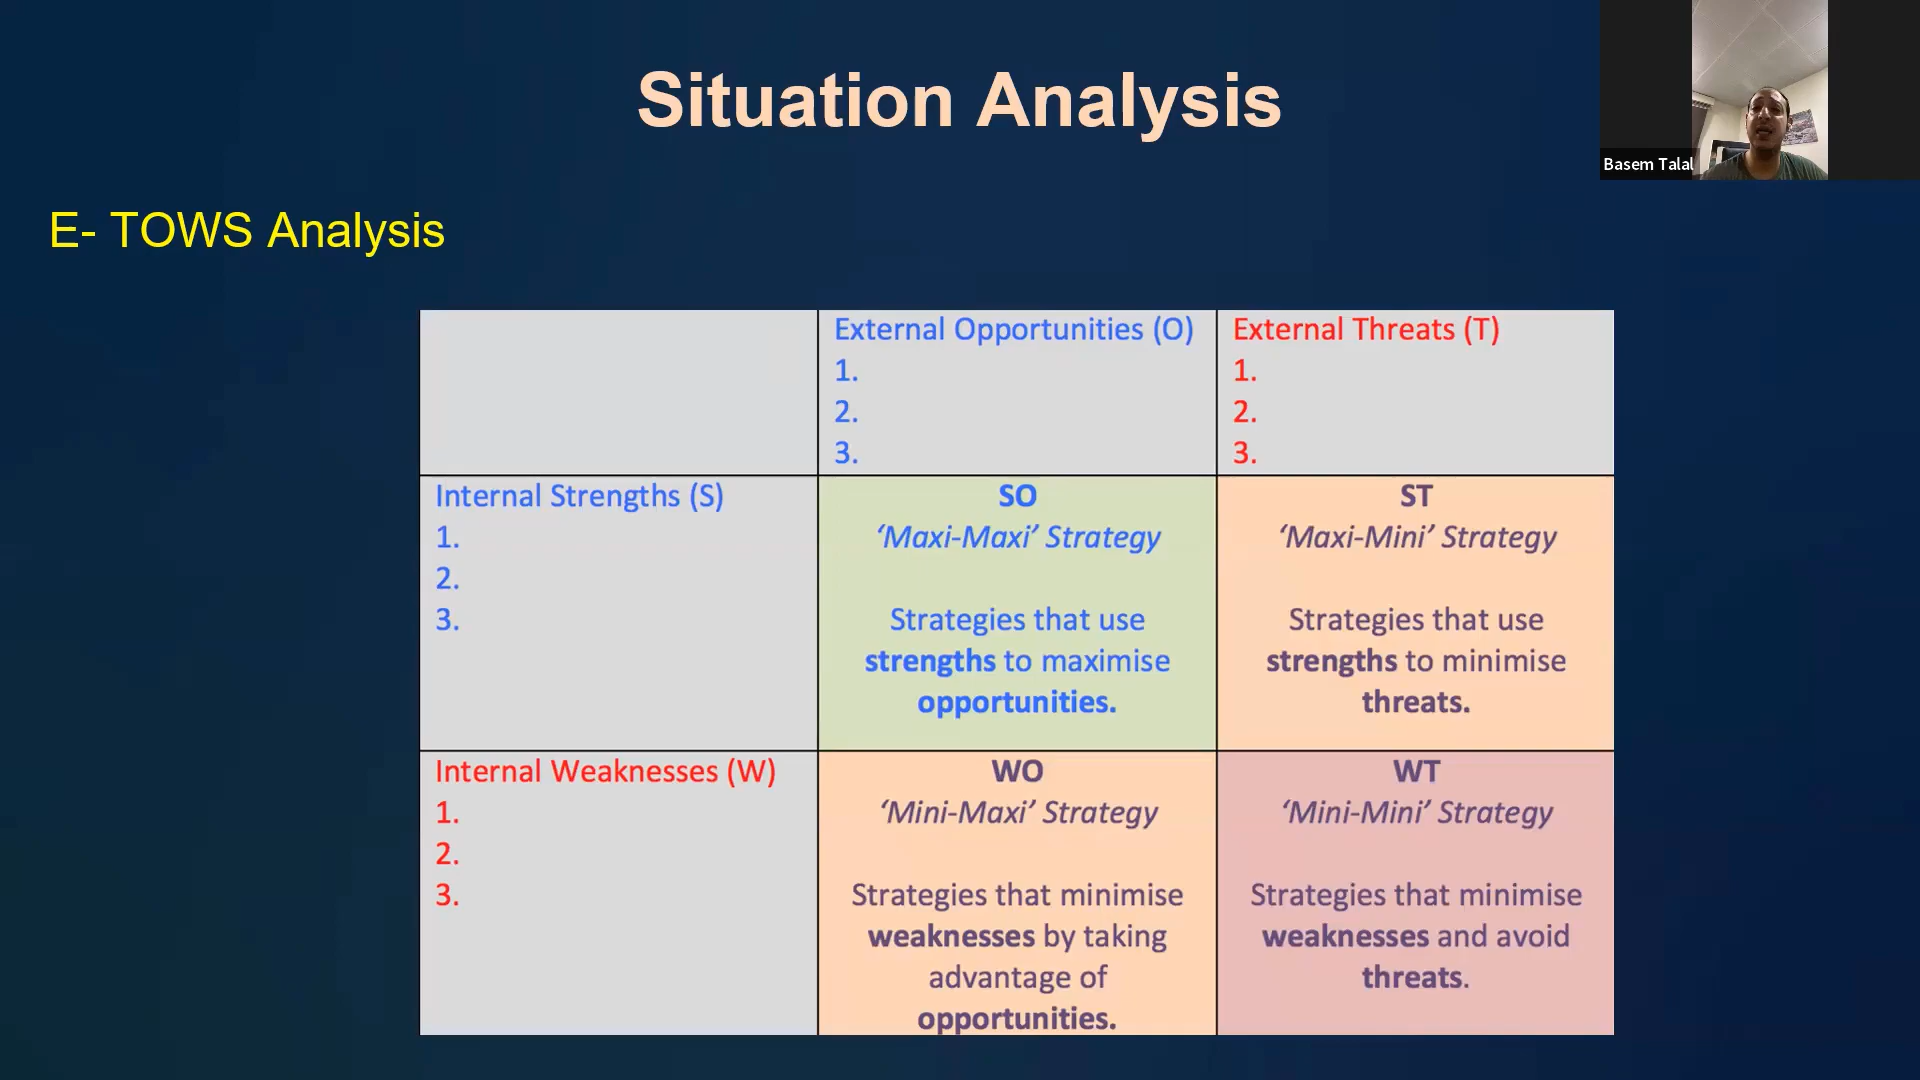 Situation Analysis
Basem Talal
E- TOWS Analysis
External Opportunities (O)
1.
2.
3.
External Threats (T)
1.
2.
3.
Internal Strengths (S)
1.
2.
3.
SO
‘Maxi-Maxi’ Strategy
Strategies that use
strengths to maximise
opportunities.
ST
‘Maxi-Mini’ Strategy
Strategies that use
strengths to minimise
threats.
Internal Weaknesses (W)
1.
2.
3.
WO
‘Mini-Maxi’ Strategy
Strategies that minimise
weaknesses by taking
advantage of
opportunities.
WT
‘Mini-Mini’ Strategy
Strategies that minimise
weaknesses and avoid
threats.